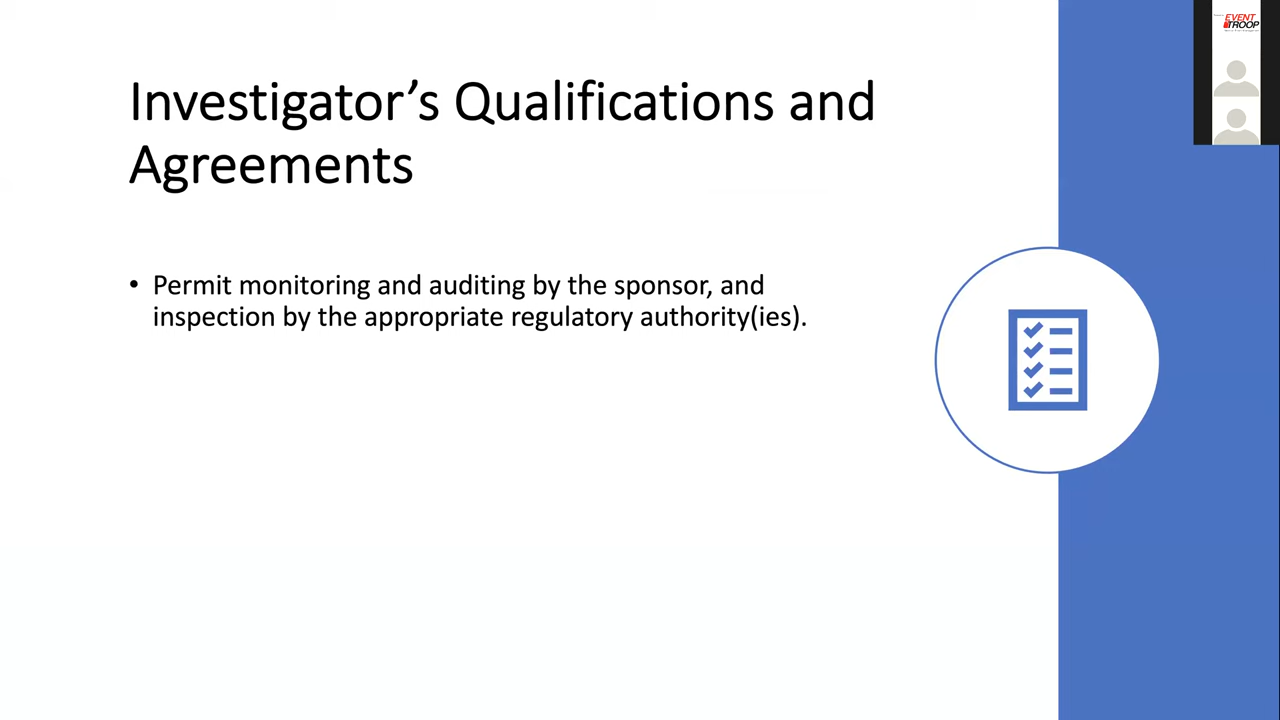 Investigator’s Qualifications and
Agreements
• Permit monitoring and auditing by the sponsor, and
inspection by the appropriate regulatory authority(ies).
EVENT
TROOP